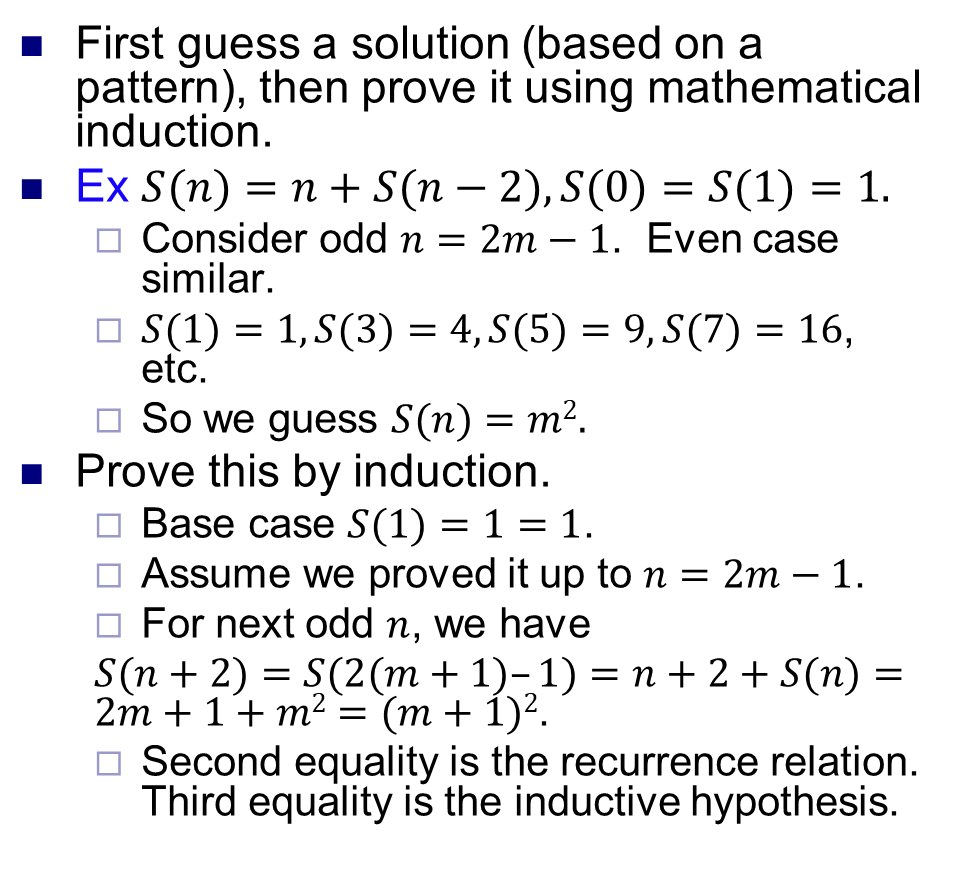 First guess a solution (based on a
pattern), then prove it using mathematical
induction.
Ex S(n) = n + S(n − 2), S(0) = S(1) = 1.
Consider odd n = 2m − 1. Even case
similar.
S(1) = 1, S(3) = 4, S(5) = 9, S(7) = 16,
etc.
So we guess S(n) = m².
Prove this by induction.
Base case S(1) = 1 = 1.
Assume we proved it up to n = 2m − 1.
For next odd n, we have
S(n + 2) = S(2(m + 1)–1) = n + 2 + S(n) =
2m + 1 + m² = (m + 1)².
Second equality is the recurrence relation.
Third equality is the inductive hypothesis.